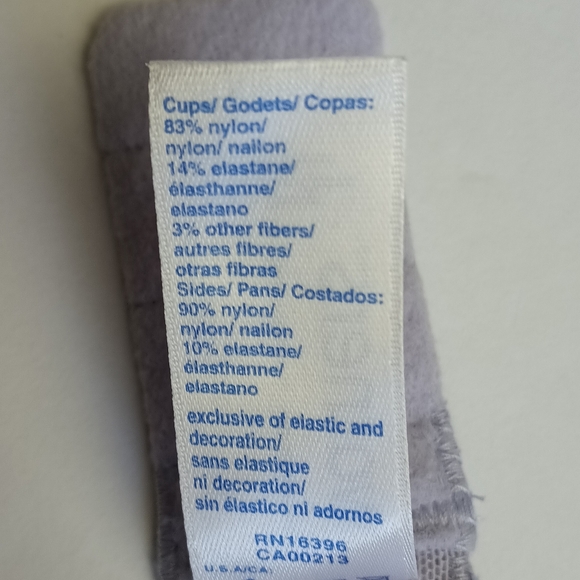 Cups/ Godets/ Copas:
83% nylon/
nylon/ nailon
14% elastane/
élasthanne/
elastano
3% other fibers/
autres fibres/
otras fibras
Sides/ Pans/ Costados:
90% nylon/
nylon/ nailon
10% elastane/
élasthanne/
elastano
exclusive of elastic and
decoration/
sans elastique
ni decoration/
sin élastico ni adornos
RN16396
CA00213
U.S.A/CA: